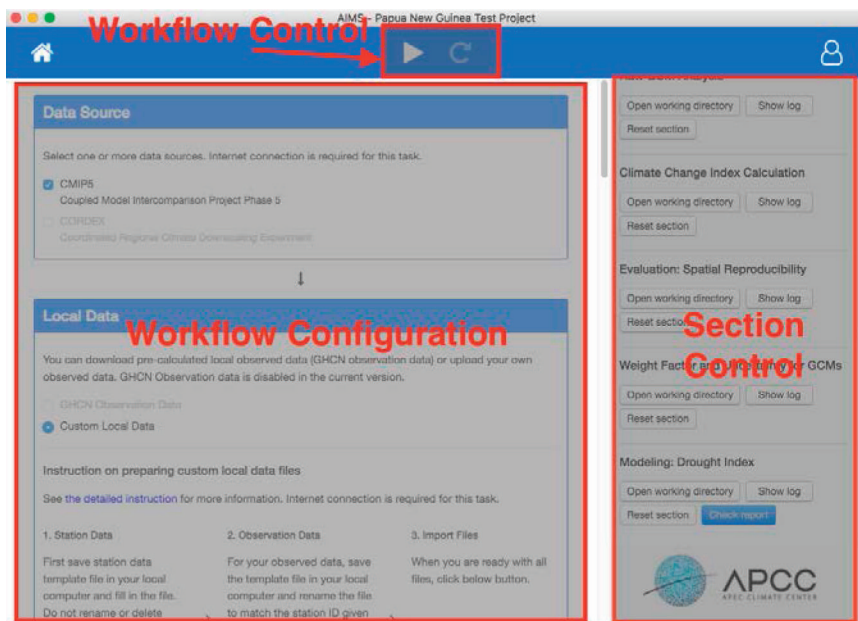 AIMS - Papua New Guinea Test Project
Workflow Control
Data Source
Select one or more data sources. Internet connection is required for this task.
CMIP5
Coupled Model Intercomparison Project Phase 5
CORDEX
Coordinated Regional Climate Downscaling Experiment
Local Data
Workflow Configuration
You can download pre-calculated local observed data (GHCN observation data) or upload your own
observed data. GHCN Observation data is disabled in the current version.
GHCN Observation Data
Custom Local Data
Instruction on preparing custom local data files
See the detailed instruction for more information. Internet connection is required for this task.
1. Station Data
First save station data
template file in your local
computer and fill in the file.
Do not rename or delete
2. Observation Data
For your observed data, save
the template file in your local
computer and rename the file
to match the station ID given
3. Import Files
When you are ready with all
files, click below button.
Analysis
Open working directory Show log
Reset section
Climate Change Index Calculation
Open working directory Show log
Reset section
Evaluation: Spatial Reproducibility
Open working directory Show log
Reset section
Section
Control
Weight Factor and Uncertainty for GCMs
Open working directory Show log
Reset section
Modeling: Drought Index
Open working directory Show log
Reset section Check report
APCC
APEC CLIMATE CENTER